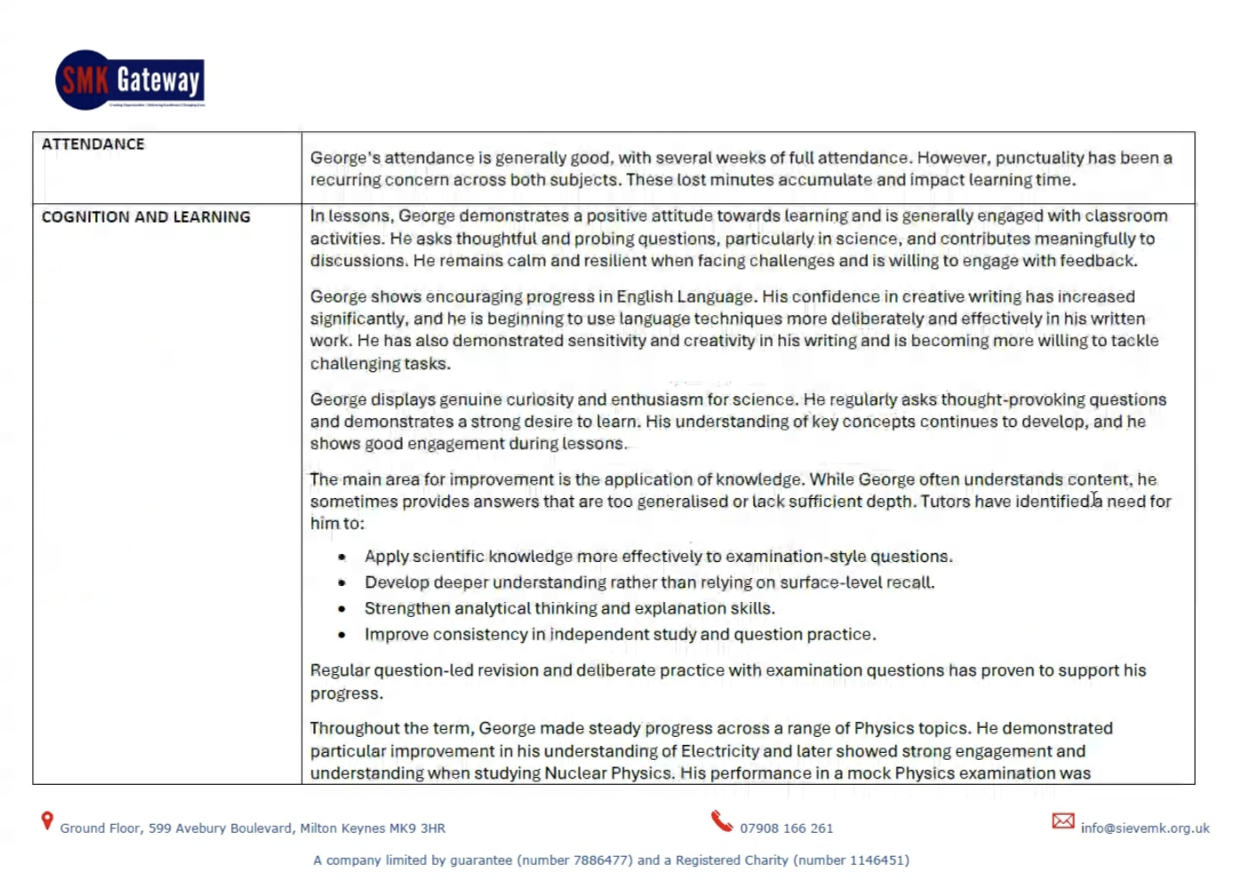 SMK Gateway
ATTENDANCE
George's attendance is generally good, with several weeks of full attendance. However, punctuality has been a
recurring concern across both subjects. These lost minutes accumulate and impact learning time.
COGNITION AND LEARNING
In lessons, George demonstrates a positive attitude towards learning and is generally engaged with classroom
activities. He asks thoughtful and probing questions, particularly in science, and contributes meaningfully to
discussions. He remains calm and resilient when facing challenges and is willing to engage with feedback.
George shows encouraging progress in English Language. His confidence in creative writing has increased
significantly, and he is beginning to use language techniques more deliberately and effectively in his written
work. He has also demonstrated sensitivity and creativity in his writing and is becoming more willing to tackle
challenging tasks.
George displays genuine curiosity and enthusiasm for science. He regularly asks thought-provoking questions
and demonstrates a strong desire to learn. His understanding of key concepts continues to develop, and he
shows good engagement during lessons.
The main area for improvement is the application of knowledge. While George often understands content, he
sometimes provides answers that are too generalised or lack sufficient depth. Tutors have identified a need for
him to:
• Apply scientific knowledge more effectively to examination-style questions.
• Develop deeper understanding rather than relying on surface-level recall.
• Strengthen analytical thinking and explanation skills.
• Improve consistency in independent study and question practice.
Regular question-led revision and deliberate practice with examination questions has proven to support his
progress.
Throughout the term, George made steady progress across a range of Physics topics. He demonstrated
particular improvement in his understanding of Electricity and later showed strong engagement and
understanding when studying Nuclear Physics. His performance in a mock Physics examination was
Ground Floor, 599 Avebury Boulevard, Milton Keynes MK9 3HR
07908 166 261
info@sievemk.org.uk
A company limited by guarantee (number 7886477) and a Registered Charity (number 1146451)